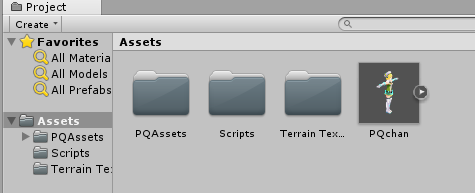 Project
Create
Favorites
All Materia
All Models
All Prefabs
Assets
PQAssets
Scripts
Terrain Te
Assets
PQAssets
Scripts
Terrain Tex...
PQchan